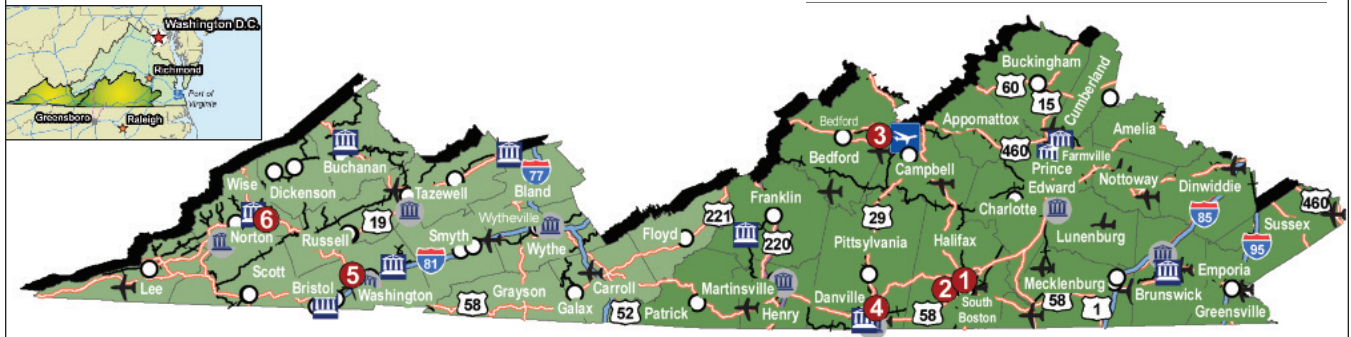 Washington D.C.
Richmond
Port of
Virginia
Greensboro
Raleigh
Buckingham
60
15
Cumberland
Bedford
3
Appomattox
Amelia
Bedford
Campbell
460
Farmville
Prince
Edward
Nottoway
Dinwiddie
Buchanan
Wise
Dickenson
Tazewell
77
Bland
Franklin
Charlotte
460
Sussex
6
Norton
19
Wytheville
221
29
85
Russell
Smyth
Wythe
Floyd
220
Pittsylvania
Halifax
Lunenburg
95
Scott
81
Lee
5
Bristol
Washington
Grayson
Carroll
Martinsville
Danville
4
2
1
Mecklenburg
Emporia
58
Galax
52
Patrick
Henry
58
South
Boston
58
1
Brunswick
Greensville